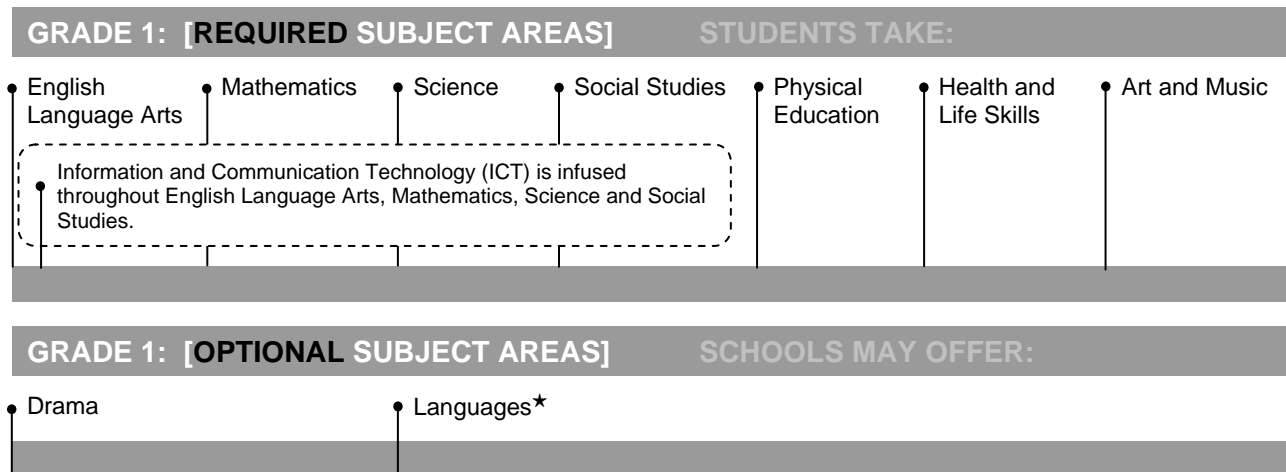 GRADE 1: [REQUIRED SUBJECT AREAS] STUDENTS TAKE:
English
Language Arts
Mathematics
Science
Social Studies
Physical
Education
Health and
Life Skills
Art and Music
Information and Communication Technology (ICT) is infused
throughout English Language Arts, Mathematics, Science and Social
Studies.
GRADE 1: [OPTIONAL SUBJECT AREAS] SCHOOLS MAY OFFER:
Drama
Languages★